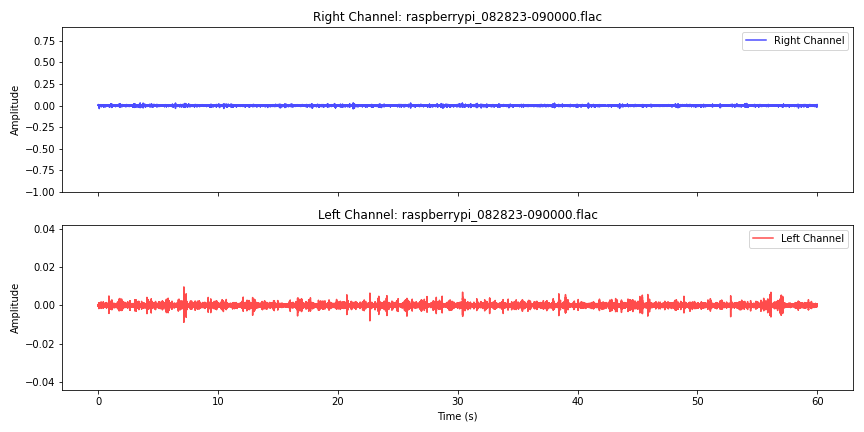 Right Channel: raspberrypi_082823-090000.flac
Right Channel
0.75
0.50
0.25
0.00
−0.25
−0.50
−0.75
−1.00
Amplitude
Left Channel: raspberrypi_082823-090000.flac
Left Channel
0.04
0.02
0.00
−0.02
−0.04
Amplitude
0 10 20 30 40 50 60
Time (s)